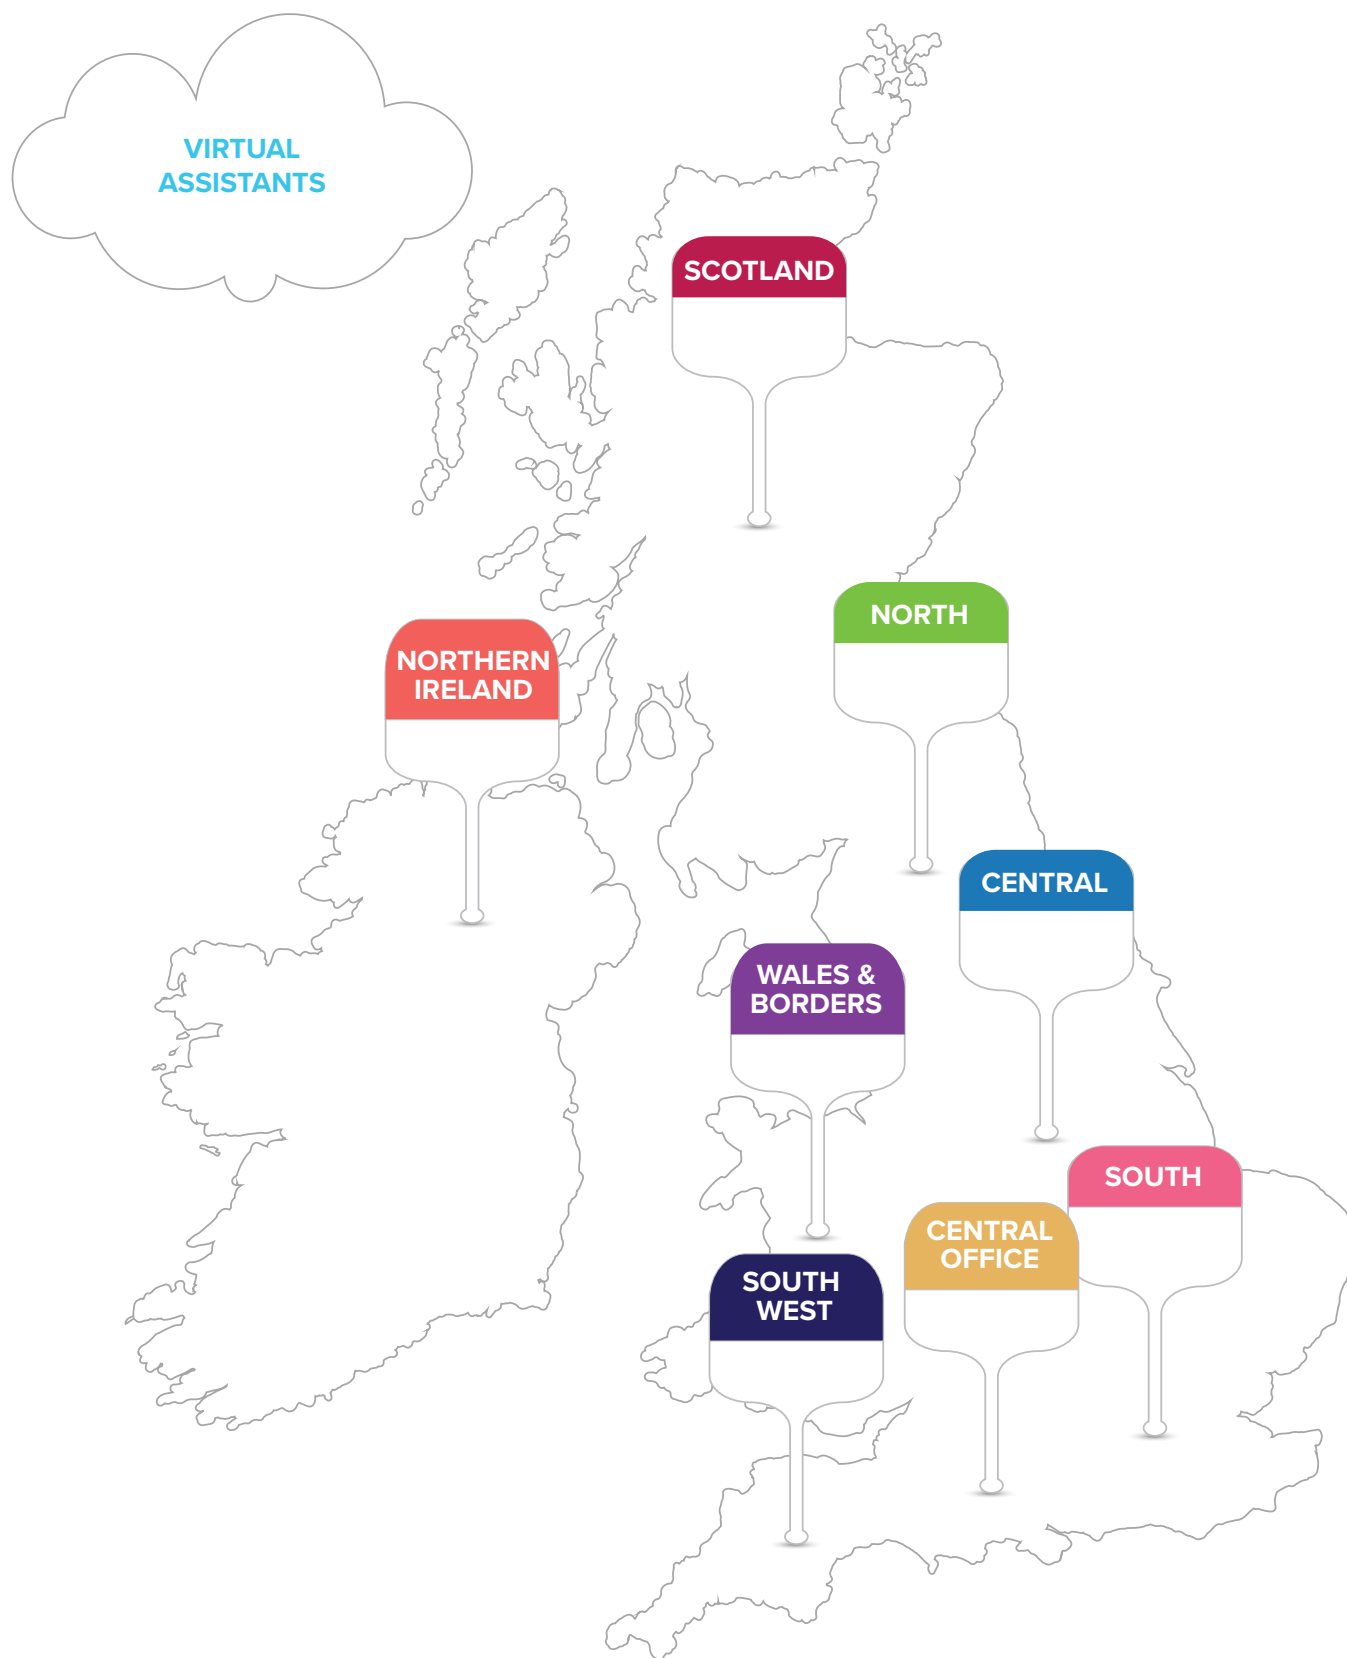 VIRTUAL
ASSISTANTS
SCOTLAND
NORTH
NORTHERN
IRELAND
CENTRAL
WALES &
BORDERS
SOUTH
CENTRAL
OFFICE
SOUTH
WEST